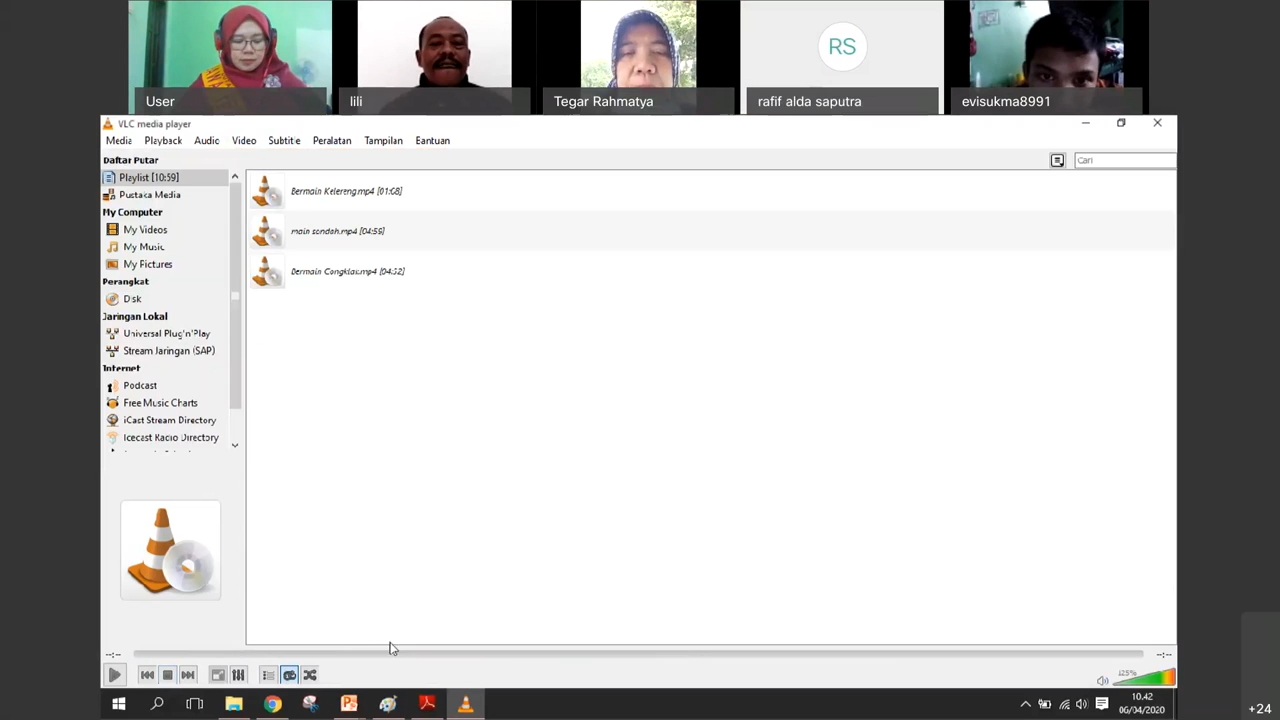 RS
User
lili
Tegar Rahmatya
rafif alda saputra
evisukma8991
VLC media player
Media Playback Audio Video Subtitle Peralatan Tampilan Bantuan
Daftar Putar
Cari
Playlist [10:59]
Pustaka Media
My Computer
My Videos
My Music
My Pictures
Perangkat
Disk
Jaringan Lokal
Universal Plug'n'Play
Stream Jaringan (SAP)
Internet
Podcast
Free Music Charts
iCast Stream Directory
Icecast Radio Directory
Bermain Kelereng.mp4 [01:08]
main sondah.mp4 [04:59]
Bermain Congklak.mp4 [04:52]
--:--
--:--
125%
10.42
06/04/2020
+24